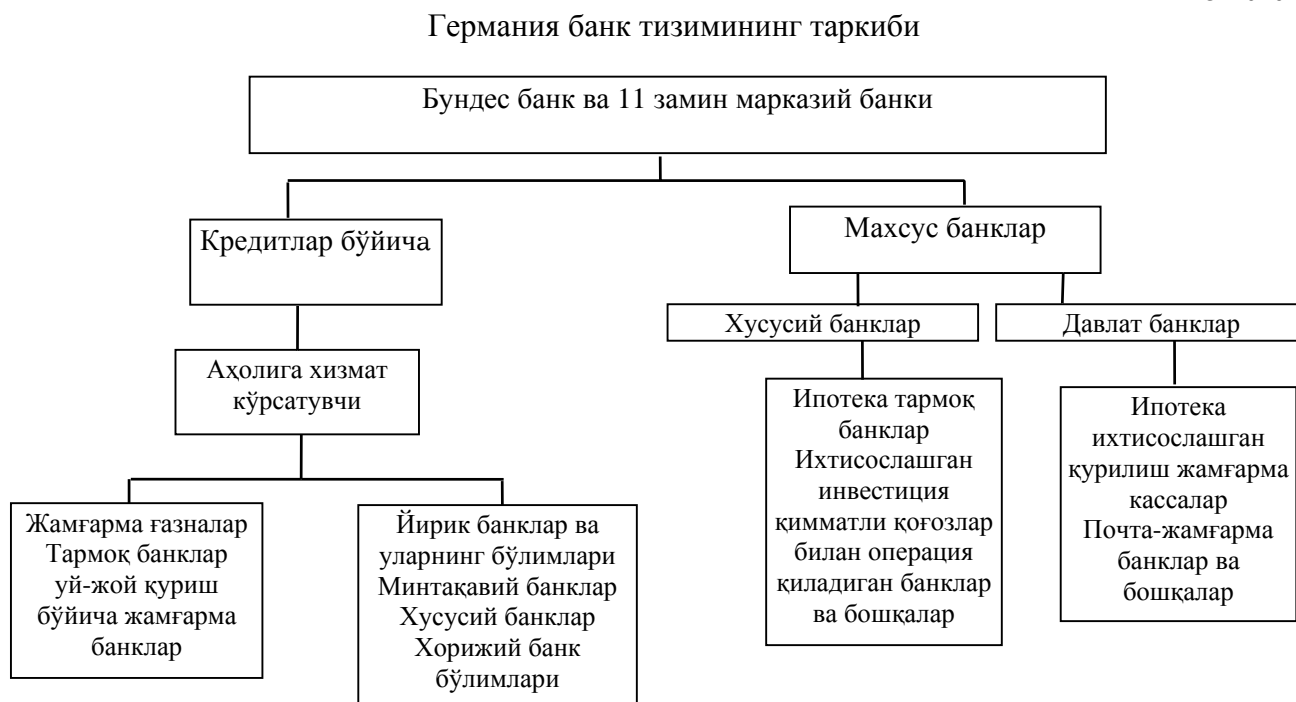 Германия банк тизимининг таркиби
Бундес банк ва 11 замин марказий банки
Кредитлар бўйича
Махсус банклар
Хусусий банклар
Давлат банклар
Аҳолига хизмат
кўрсатувчи
Ипотека тармоқ
банклар
Ихтисослашган
инвестиция
қимматли қоғозлар
билан операция
қиладиган банклар
ва бошқалар
Ипотека
ихтисослашган
қурилиш жамғарма
кассалар
Почта-жамғарма
банклар ва
бошқалар
Жамғарма ғазналар
Тармоқ банклар
уй-жой қуриш
бўйича жамғарма
банклар
Йирик банклар ва
уларнинг бўлимлари
Минтақавий банклар
Хусусий банклар
Хорижий банк
бўлимлари